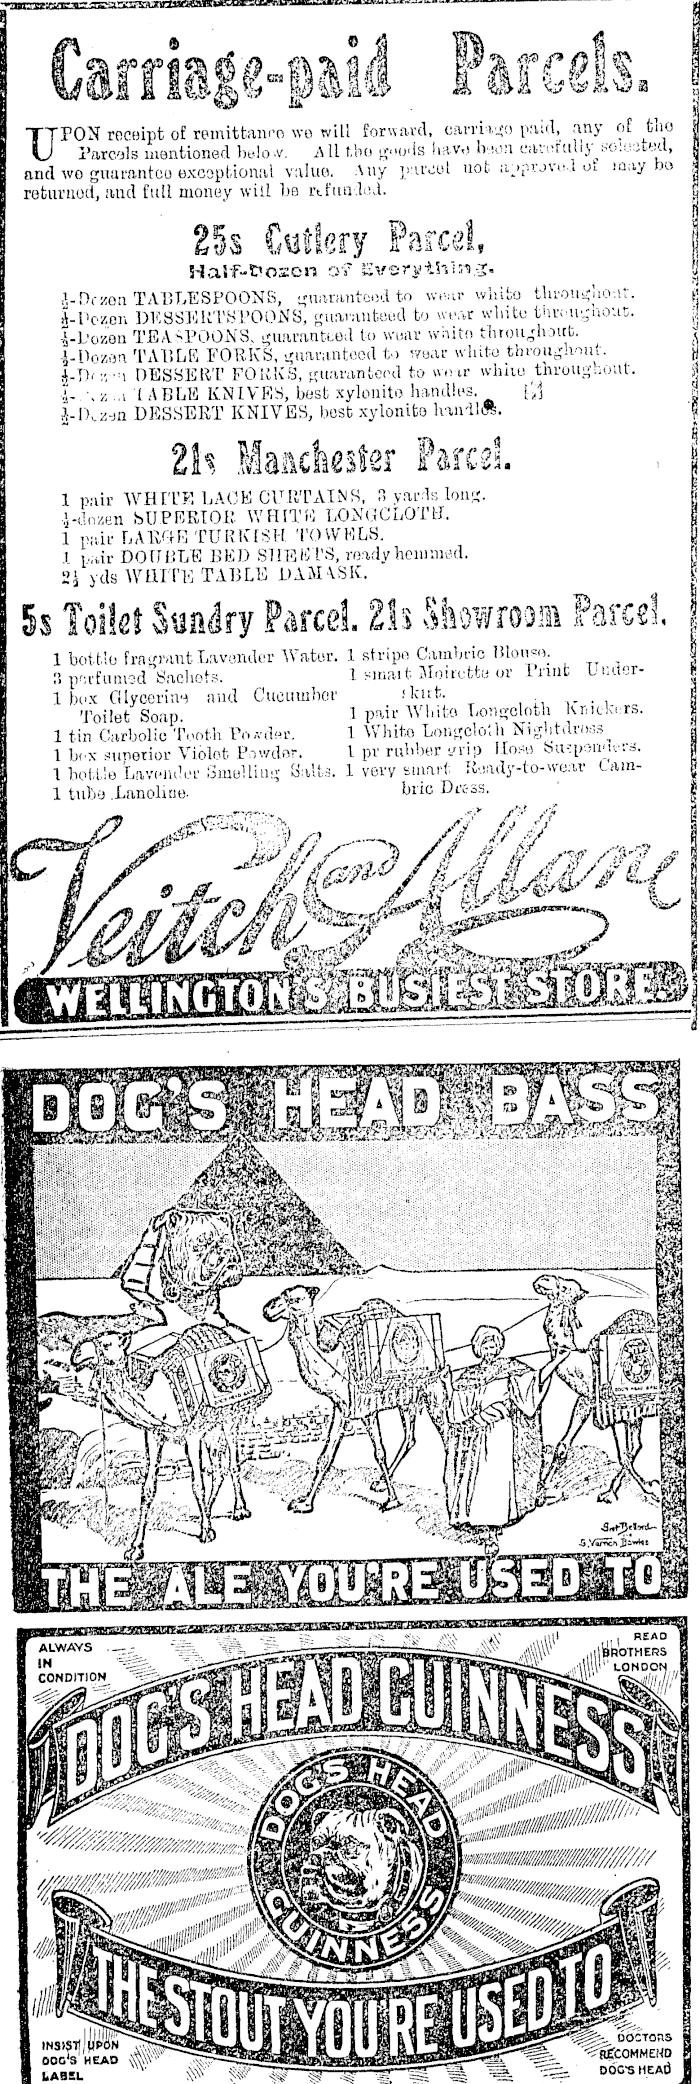 Carriage-paid Parcels.
UPON receipt of remittance we will forward, carriage paid, any of the
Parcels mentioned below. All the goods have been carefully selected,
and we guarantee exceptional value. Any parcel not approved of may be
returned, and full money will be refunded.
25s Cutlery Parcel,
Half-Dozen of Everything.
½-Dozen TABLESPOONS, guaranteed to wear white throughout.
½-Dozen DESSERTSPOONS, guaranteed to wear white throughout.
½-Dozen TEASPOONS, guaranteed to wear white throughout.
½-Dozen TABLE FORKS, guaranteed to wear white throughout.
½-Dozen DESSERT FORKS, guaranteed to wear white throughout.
½-Dozen TABLE KNIVES, best xylonite handles.
½-Dozen DESSERT KNIVES, best xylonite handles.
21s Manchester Parcel.
1 pair WHITE LACE CURTAINS, 3 yards long.
½-dozen SUPERIOR WHITE LONGCLOTH.
1 pair LARGE TURKISH TOWELS.
1 pair DOUBLE BED SHEETS, ready hemmed.
2½ yds WHITE TABLE DAMASK.
5s Toilet Sundry Parcel.
1 bottle fragrant Lavender Water.
3 perfumed Sachets.
1 box Glycerine and Cucumber
Toilet Soap.
1 tin Carbolic Tooth Powder.
1 box superior Violet Powder.
1 bottle Lavender Smelling Salts.
1 tube Lanoline.
21s Showroom Parcel.
1 stripe Cambric Blouse.
1 smart Moirette or Print Under-
skirt.
1 pair White Longcloth Knickers.
1 White Longcloth Nightdress
1 pr rubber grip Hose Suspenders.
1 very smart Ready-to-wear Cam-
bric Dress.
Veitch and Allan
WELLINGTON'S BUSIEST STORE.
DOG'S HEAD BASS
S. Vernon Bowles
THE ALE YOU'RE USED TO
ALWAYS
IN
CONDITION
READ
BROTHERS
LONDON
DOG'S HEAD GUINNESS
DOG'S HEAD
GUINNESS
THE STOUT YOU'RE USED TO
INSIST UPON
DOG'S HEAD
LABEL
DOCTORS
RECOMMEND
DOG'S HEAD